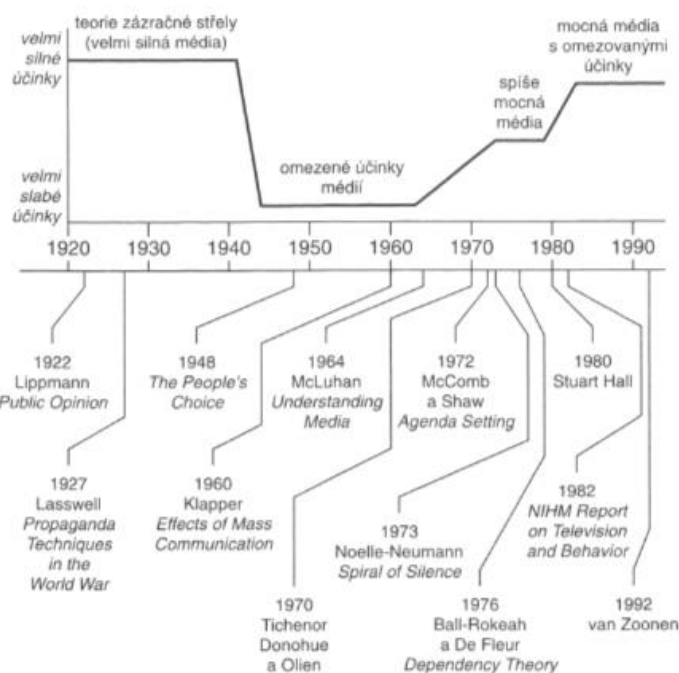 teorie zázračné střely
(velmi silná média)
mocná média
s omezovanými
účinky
velmi
silné
účinky
spíše
mocná
média
omezené účinky
médií
velmi
slabé
účinky
1920
1930
1940
1950
1960
1970
1980
1990
1922
Lippmann
Public Opinion
1948
The People's
Choice
1964
McLuhan
Understanding
Media
1972
McComb
a Shaw
Agenda Setting
1980
Stuart Hall
1927
Lasswell
Propaganda
Techniques
in the
World War
1960
Klapper
Effects of Mass
Communication
1973
Noelle-Neumann
Spiral of Silence
1982
NIHM Report
on Television
and Behavior
1970
Tichenor
Donohue
a Olien
1976
Ball-Rokeah
a De Fleur
Dependency Theory
1992
van Zoonen